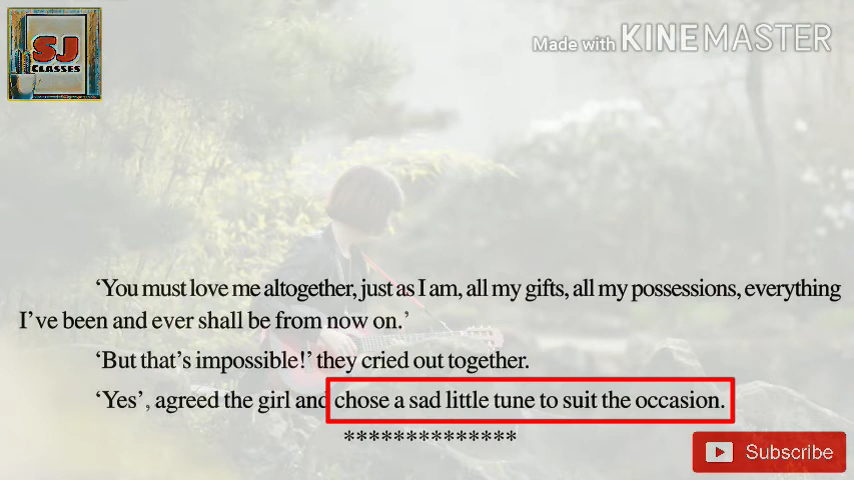 SJ
CLASSES
Made with KINEMASTER
‘You must love me altogether, just as I am, all my gifts, all my possessions, everything
I’ve been and ever shall be from now on.’
‘But that’s impossible!’ they cried out together.
‘Yes’, agreed the girl and chose a sad little tune to suit the occasion.
**************
Subscribe